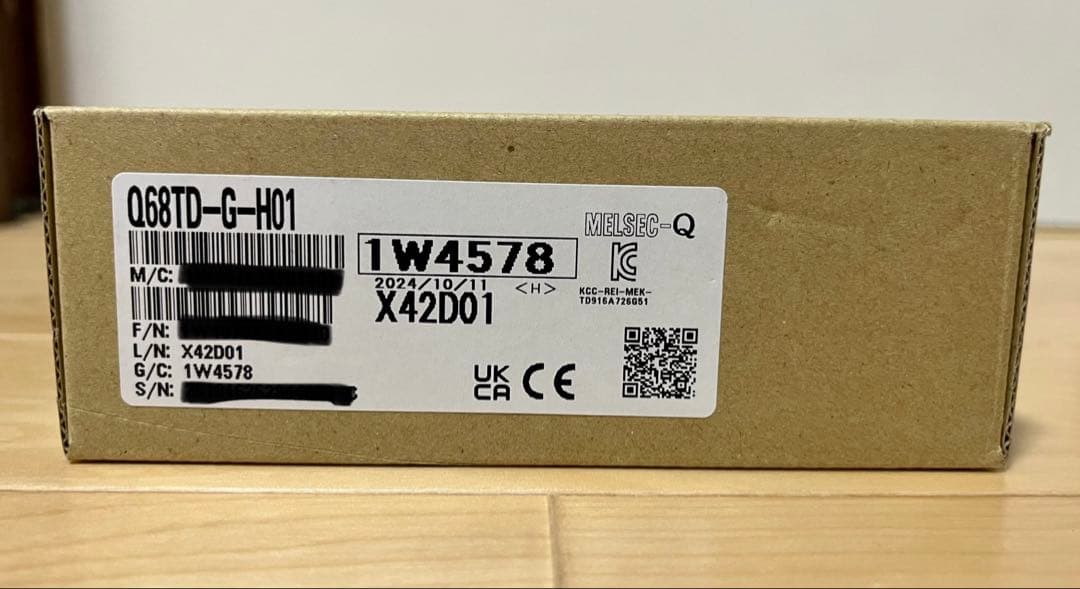 Q68TD-G-H01
M/C:
F/N:
L/N: X42D01
G/C: 1W4578
S/N:
1W4578
2024/10/11 <H>
X42D01
MELSEC-Q
KCC-REI-MEK-
TD916A726G51
UK
CA
CE